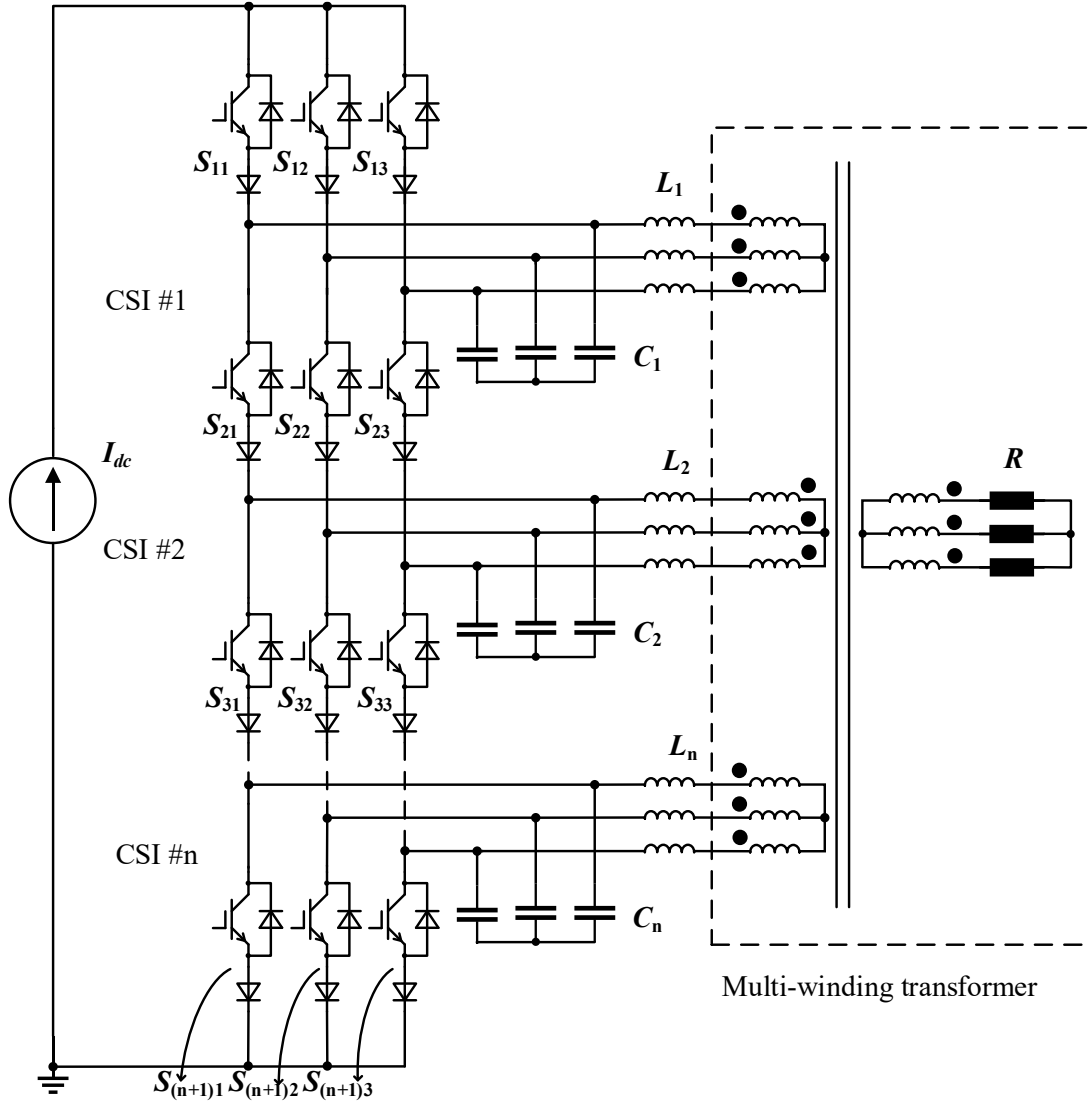 S11 S12 S13
L1
CSI #1
C1
S21 S22 S23
Idc
L2
R
CSI #2
C2
S31 S32 S33
Ln
CSI #n
Cn
Multi-winding transformer
S(n+1)1 S(n+1)2 S(n+1)3